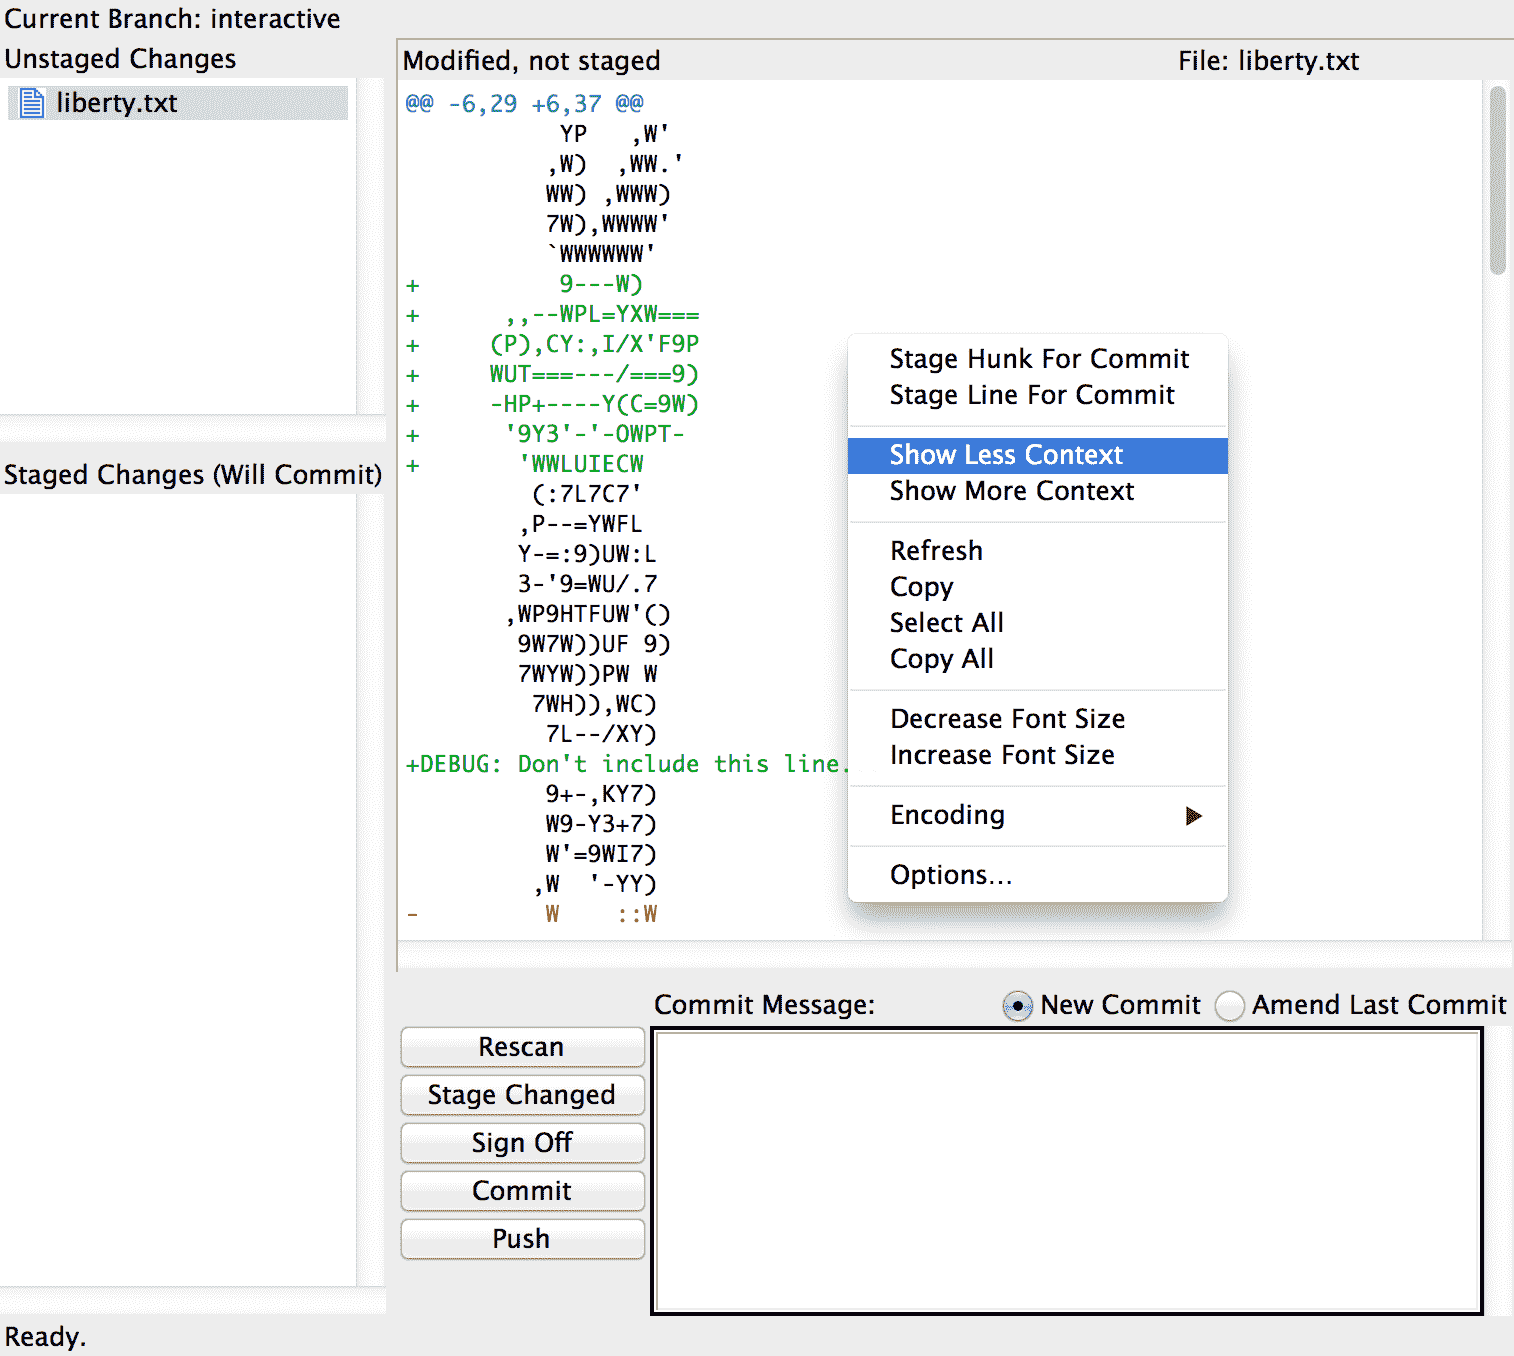 Current Branch: interactive
Unstaged Changes
liberty.txt
Staged Changes (Will Commit)
Modified, not staged File: liberty.txt
@@ -6,29 +6,37 @@
           YP   ,W'
          ,W)  ,WW.'
          WW) ,WWW)
          7W),WWWW'
          `WWWWWW'
+          9---W)
+      ,,--WPL=YXW===
+     (P),CY:,I/X'F9P
+     WUT===---/===9)
+     -HP+----Y(C=9W)
+      '9Y3'-'-OWPT-
+       'WWLUIECW
         (:7L7C7'
        ,P--=YWFL
        Y-=:9)UW:L
        3-'9=WU/.7
       ,WP9HTFUW'()
        9W7W))UF 9)
        7WYW))PW W
         7WH)),WC)
         7L--/XY)
+DEBUG: Don't include this line.
          9+-,KY7)
          W9-Y3+7)
          W'=9WI7)
         ,W  '-YY)
-         W    ::W
Stage Hunk For Commit
Stage Line For Commit
Show Less Context
Show More Context
Refresh
Copy
Select All
Copy All
Decrease Font Size
Increase Font Size
Encoding
Options...
Commit Message: New Commit Amend Last Commit
Rescan
Stage Changed
Sign Off
Commit
Push
Ready.